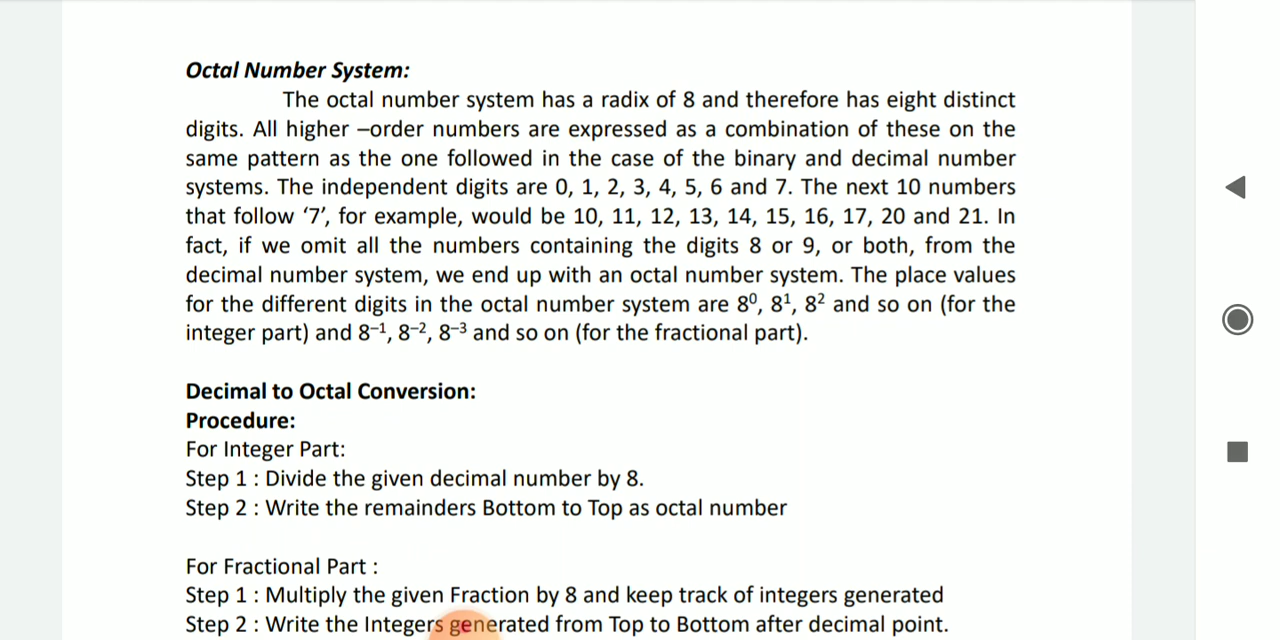 Octal Number System:
The octal number system has a radix of 8 and therefore has eight distinct
digits. All higher –order numbers are expressed as a combination of these on the
same pattern as the one followed in the case of the binary and decimal number
systems. The independent digits are 0, 1, 2, 3, 4, 5, 6 and 7. The next 10 numbers
that follow ‘7’, for example, would be 10, 11, 12, 13, 14, 15, 16, 17, 20 and 21. In
fact, if we omit all the numbers containing the digits 8 or 9, or both, from the
decimal number system, we end up with an octal number system. The place values
for the different digits in the octal number system are 8⁰, 8¹, 8² and so on (for the
integer part) and 8⁻¹, 8⁻², 8⁻³ and so on (for the fractional part).
Decimal to Octal Conversion:
Procedure:
For Integer Part:
Step 1 : Divide the given decimal number by 8.
Step 2 : Write the remainders Bottom to Top as octal number
For Fractional Part :
Step 1 : Multiply the given Fraction by 8 and keep track of integers generated
Step 2 : Write the Integers generated from Top to Bottom after decimal point.